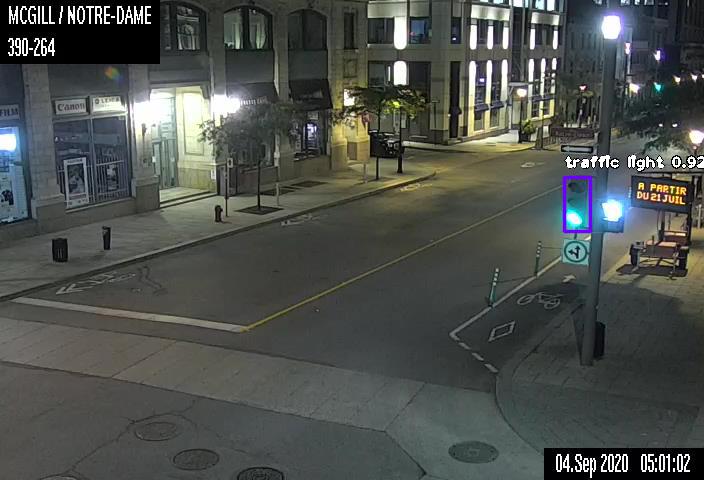 MCGILL / NOTRE-DAME
390-264
Canon
FILM
traffic light 0.92
A PARTIR
DU 21 JUIL
04.Sep 2020 05:01:02